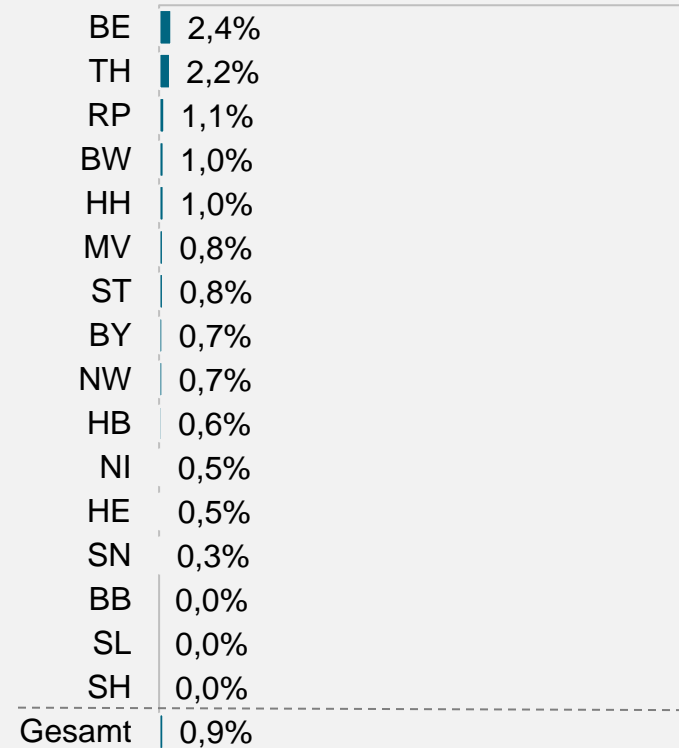 BE 2,4%
TH 2,2%
RP 1,1%
BW 1,0%
HH 1,0%
MV 0,8%
ST 0,8%
BY 0,7%
NW 0,7%
HB 0,6%
NI 0,5%
HE 0,5%
SN 0,3%
BB 0,0%
SL 0,0%
SH 0,0%
Gesamt 0,9%